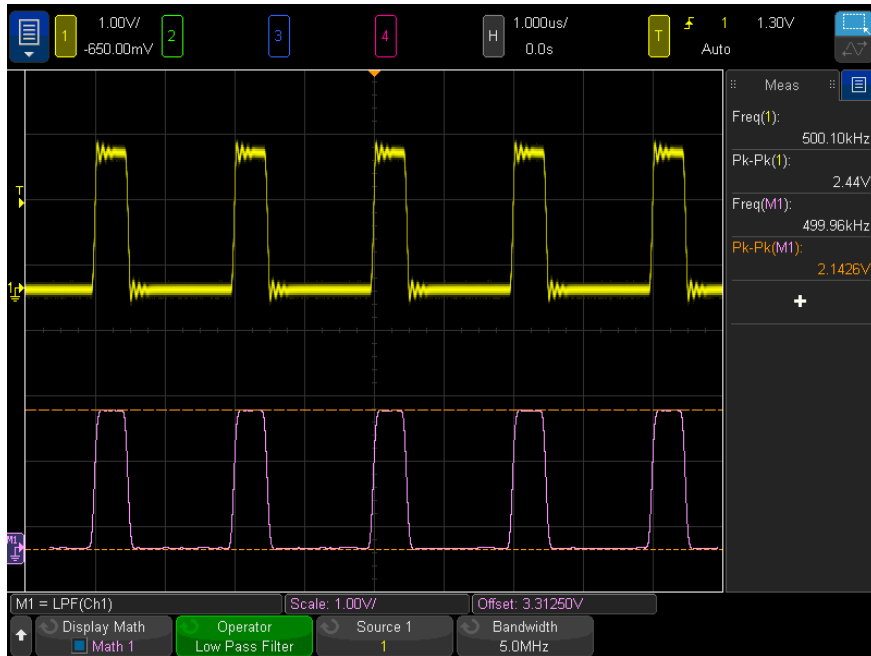 1 1.00V/ 2 3 4 H 1.000us/ T 1 1.30V
-650.00mV 0.0s Auto
Meas
Freq(1):
500.10kHz
Pk-Pk(1):
2.44V
Freq(M1):
499.96kHz
Pk-Pk(M1):
2.1426V
+
T
1
M1
M1 = LPF(Ch1) Scale: 1.00V/ Offset: 3.31250V
Display Math Operator Source 1 Bandwidth
Math 1 Low Pass Filter 1 5.0MHz